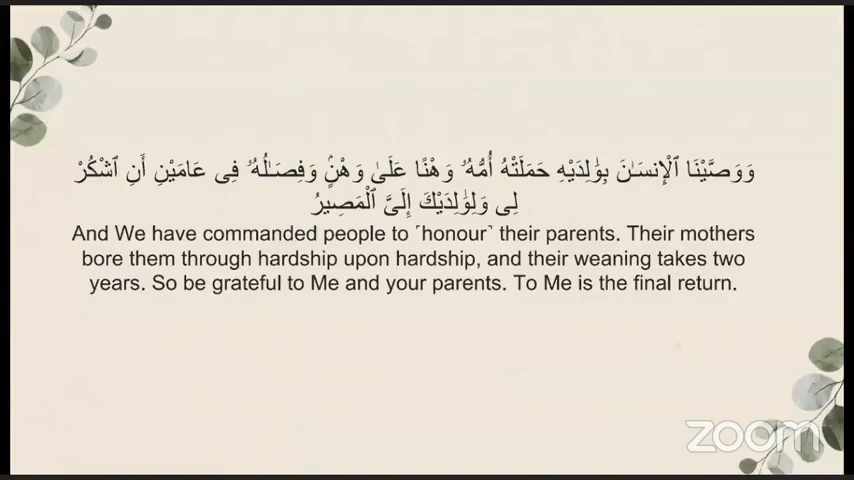 وَوَصَّيْنَا ٱلْإِنسَـٰنَ بِوَٰلِدَيْهِ حَمَلَتْهُ أُمُّهُۥ وَهْنًا عَلَىٰ وَهْنٍۢ وَفِصَـٰلُهُۥ فِى عَامَيْنِ أَنِ ٱشْكُرْ
لِى وَلِوَٰلِدَيْكَ إِلَىَّ ٱلْمَصِيرُ
And We have commanded people to ˹honour˺ their parents. Their mothers
bore them through hardship upon hardship, and their weaning takes two
years. So be grateful to Me and your parents. To Me is the final return.
zoom